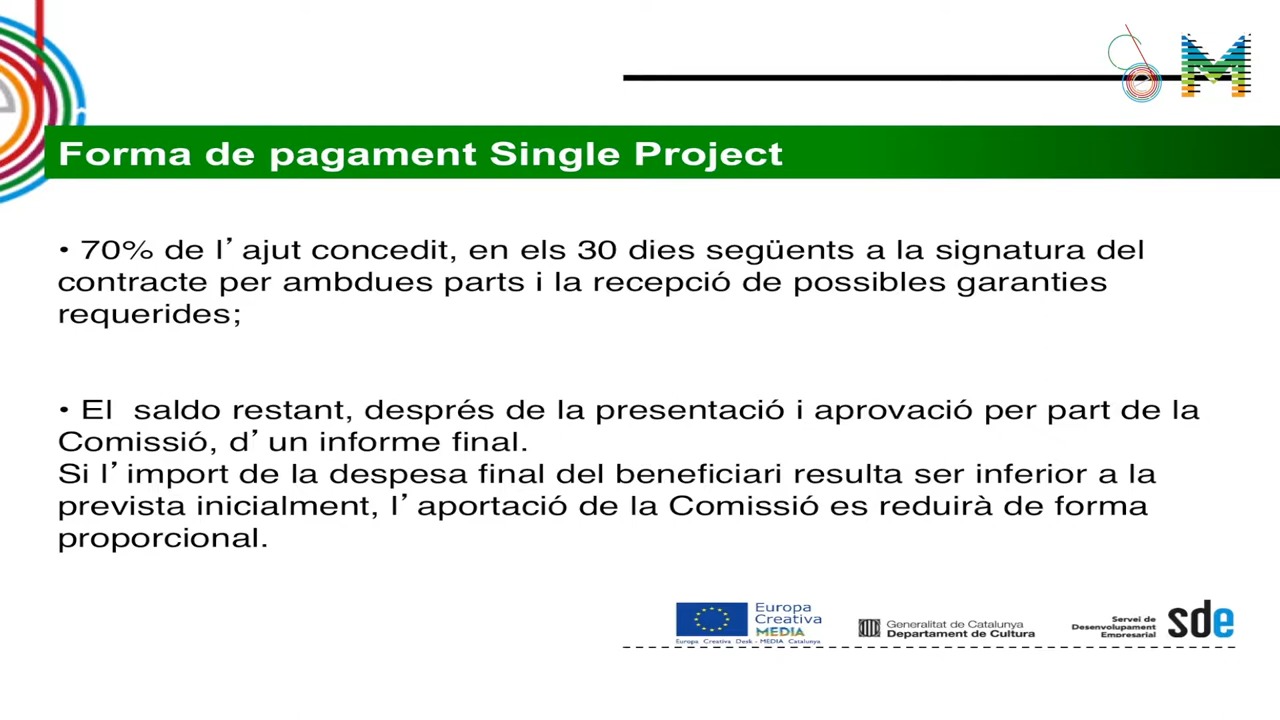 Forma de pagament Single Project
• 70% de l’ajut concedit, en els 30 dies següents a la signatura del
contracte per ambdues parts i la recepció de possibles garanties
requerides;
• El saldo restant, després de la presentació i aprovació per part de la
Comissió, d’un informe final.
Si l’import de la despesa final del beneficiari resulta ser inferior a la
prevista inicialment, l’aportació de la Comissió es reduirà de forma
proporcional.
Europa
Creativa
MEDIA
Europa Creativa Desk - MEDIA Catalunya
Generalitat de Catalunya
Departament de Cultura
Servei de
Desenvolupament
Empresarial
sde